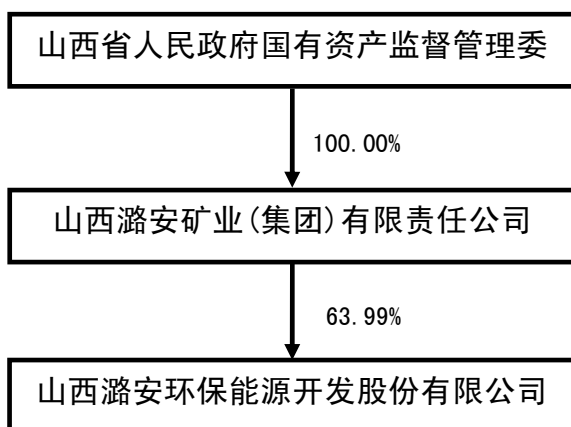 山西省人民政府国有资产监督管理委
100.00%
山西潞安矿业(集团)有限责任公司
63.99%
山西潞安环保能源开发股份有限公司